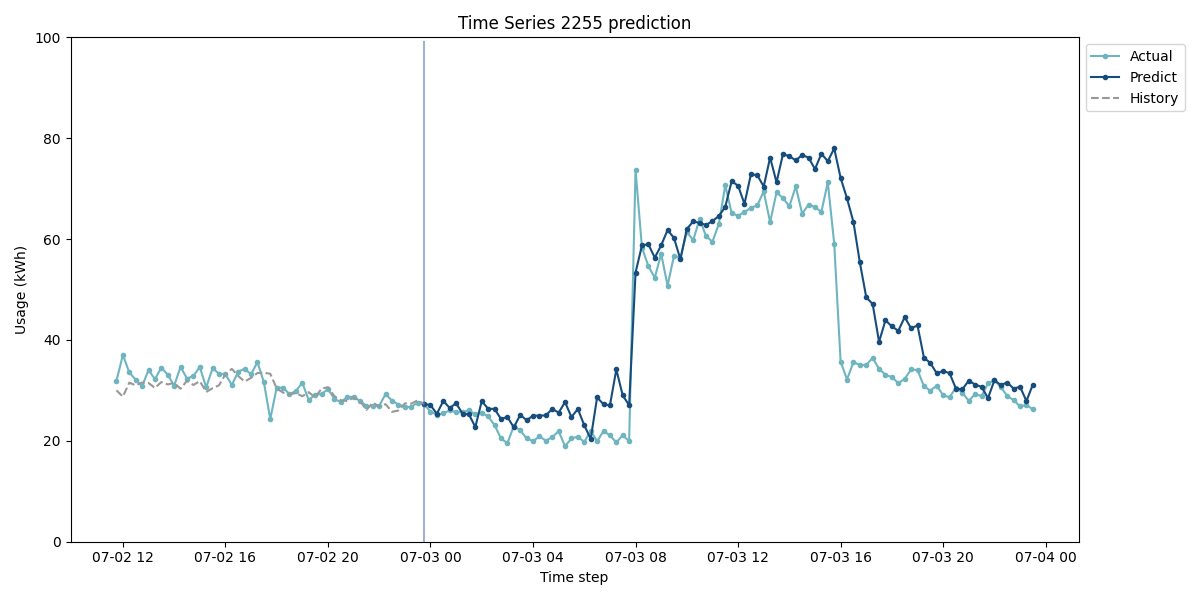 Time Series 2255 prediction
100
80
60
40
20
0
Usage (kWh)
07-02 12
07-02 16
07-02 20
07-03 00
07-03 04
07-03 08
07-03 12
07-03 16
07-03 20
07-04 00
Time step
Actual
Predict
History